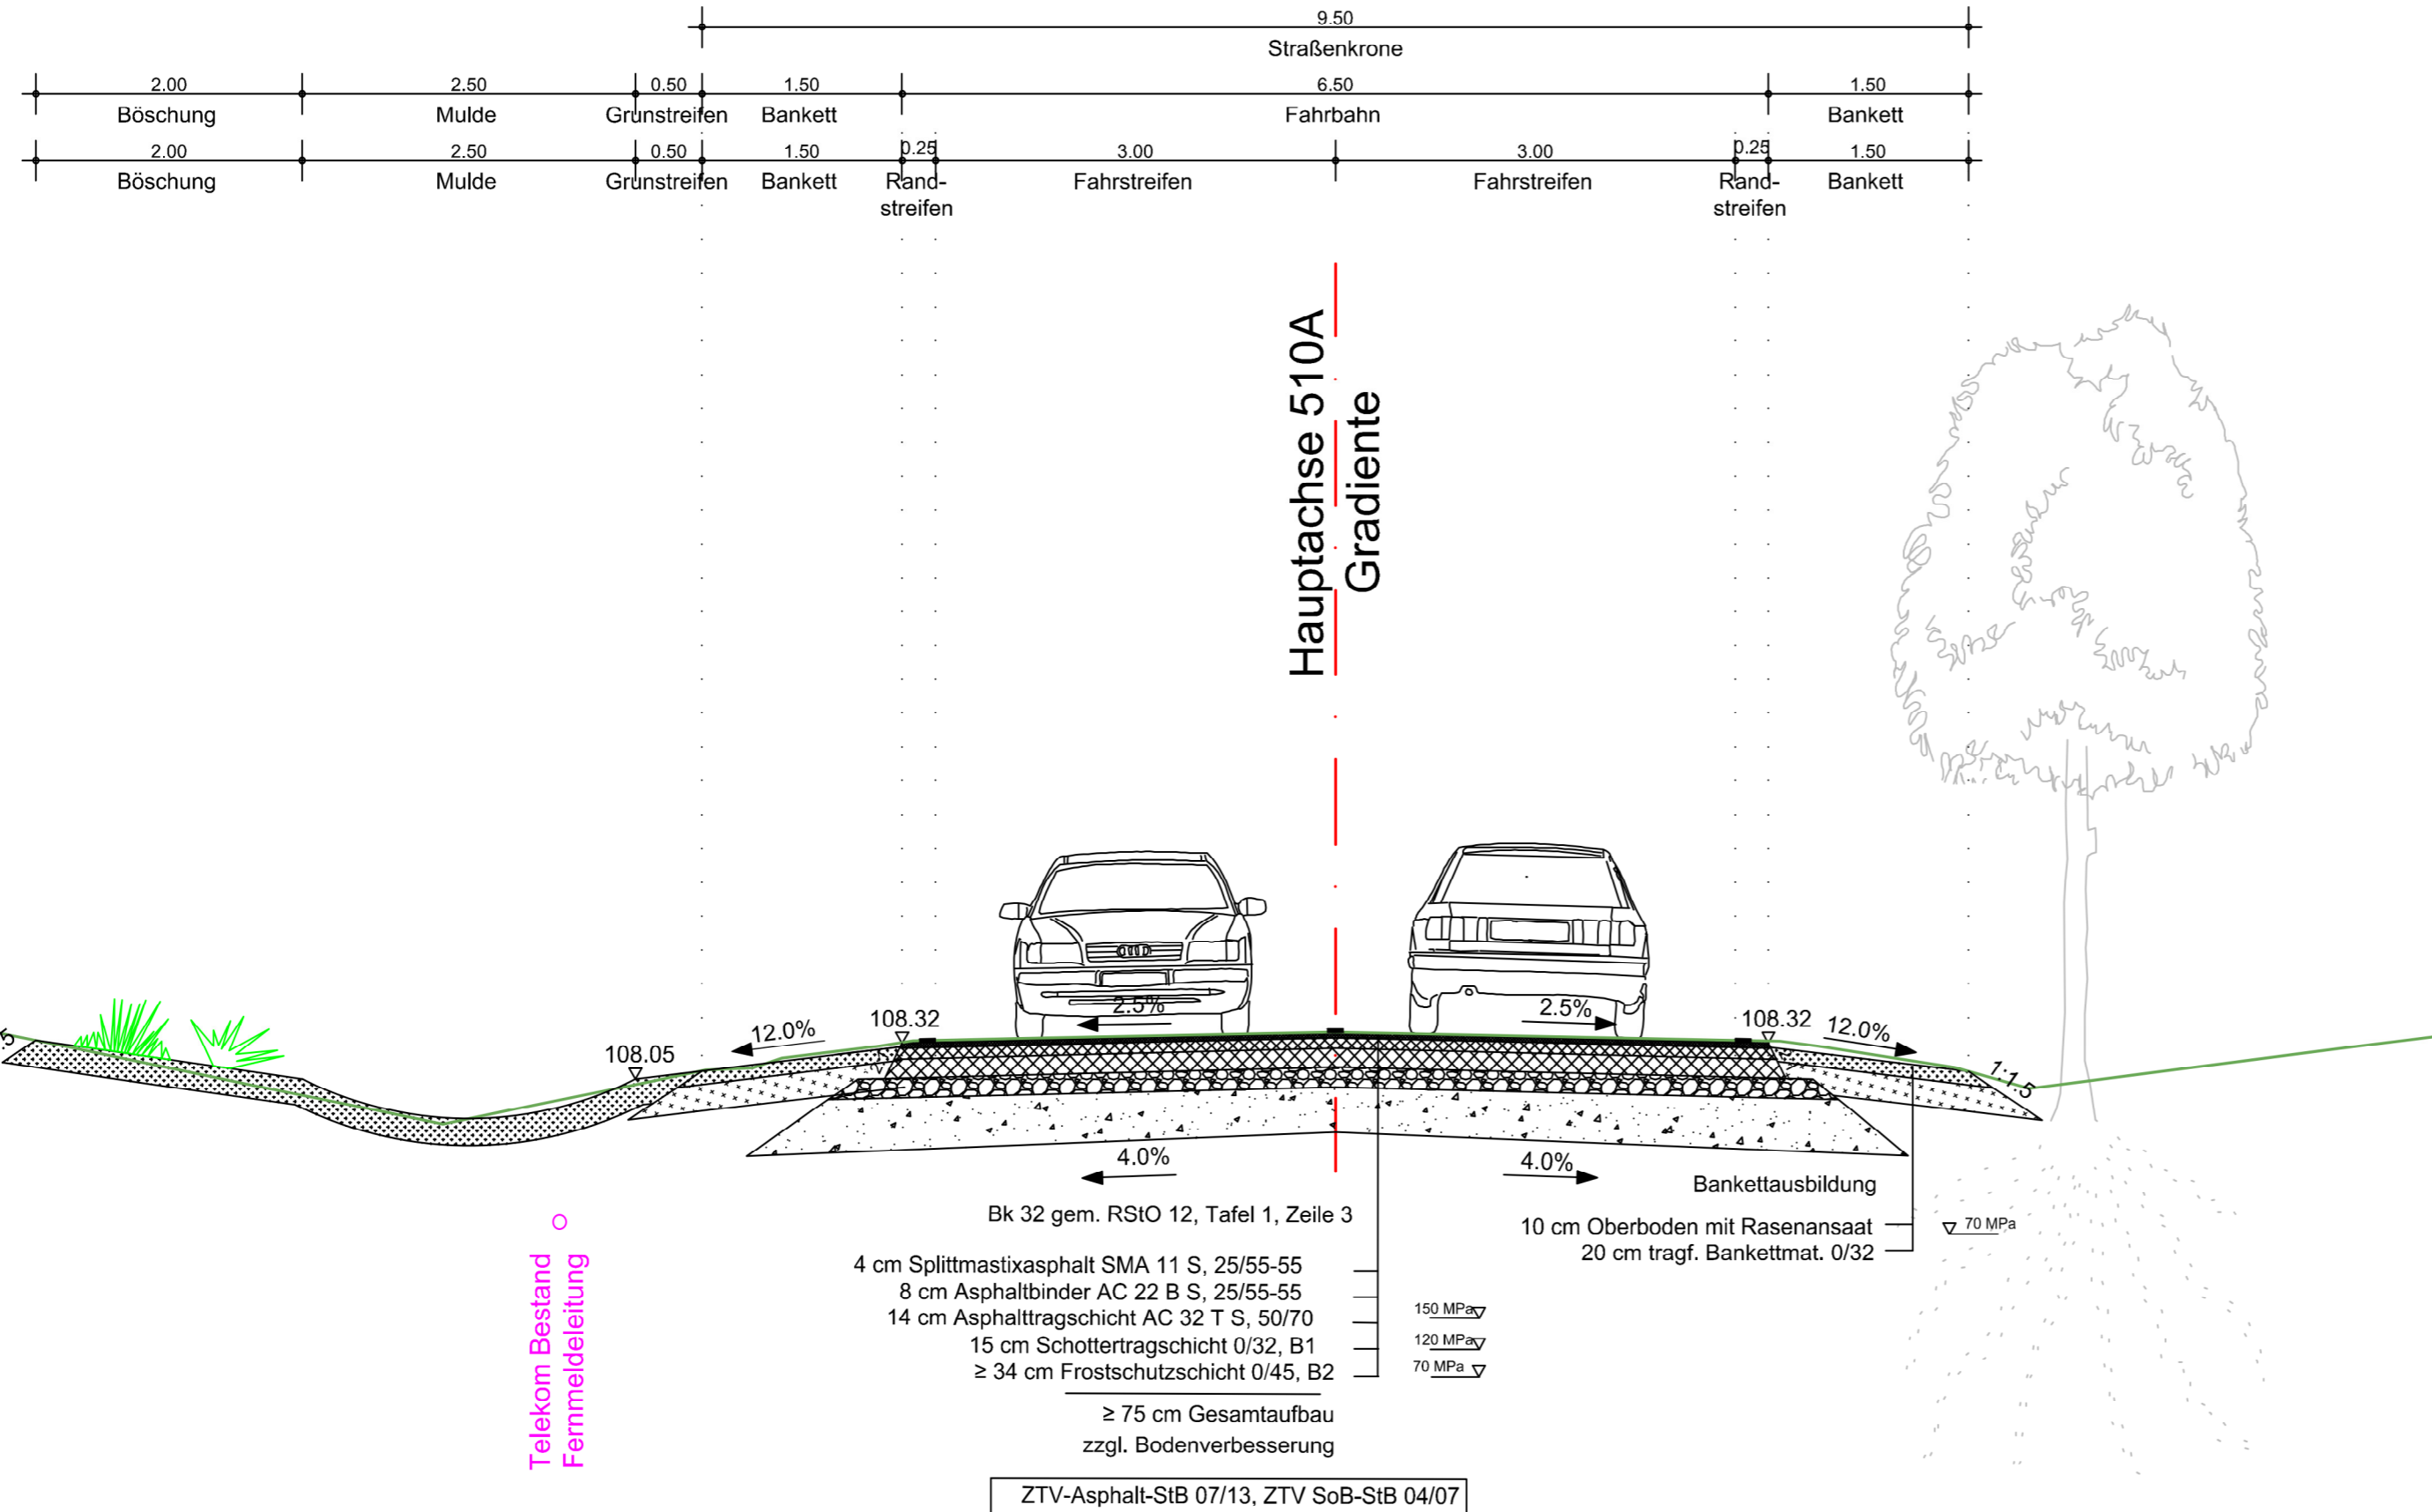 9.50
Straßenkrone
2.00 2.50 0.50 1.50 6.50 1.50
Böschung Mulde Grünstreifen Bankett Fahrbahn Bankett
2.00 2.50 0.50 1.50 0.25 3.00 3.00 0.25 1.50
Böschung Mulde Grünstreifen Bankett Rand- Fahrstreifen Fahrstreifen Rand- Bankett
streifen streifen
Hauptachse 510A
Gradiente
2.5% 2.5%
12.0% 108.32 108.32 12.0%
5
108.05
1:1.5
4.0% 4.0%
Bankettausbildung
10 cm Oberboden mit Rasenansaat
70 MPa
20 cm tragf. Bankettmat. 0/32
Bk 32 gem. RStO 12, Tafel 1, Zeile 3
4 cm Splittmastixasphalt SMA 11 S, 25/55-55
8 cm Asphaltbinder AC 22 B S, 25/55-55
14 cm Asphalttragschicht AC 32 T S, 50/70
150 MPa
15 cm Schottertragschicht 0/32, B1
120 MPa
≥ 34 cm Frostschutzschicht 0/45, B2
70 MPa
≥ 75 cm Gesamtaufbau
zzgl. Bodenverbesserung
Telekom Bestand
Fernmeldeleitung
ZTV-Asphalt-StB 07/13, ZTV SoB-StB 04/07